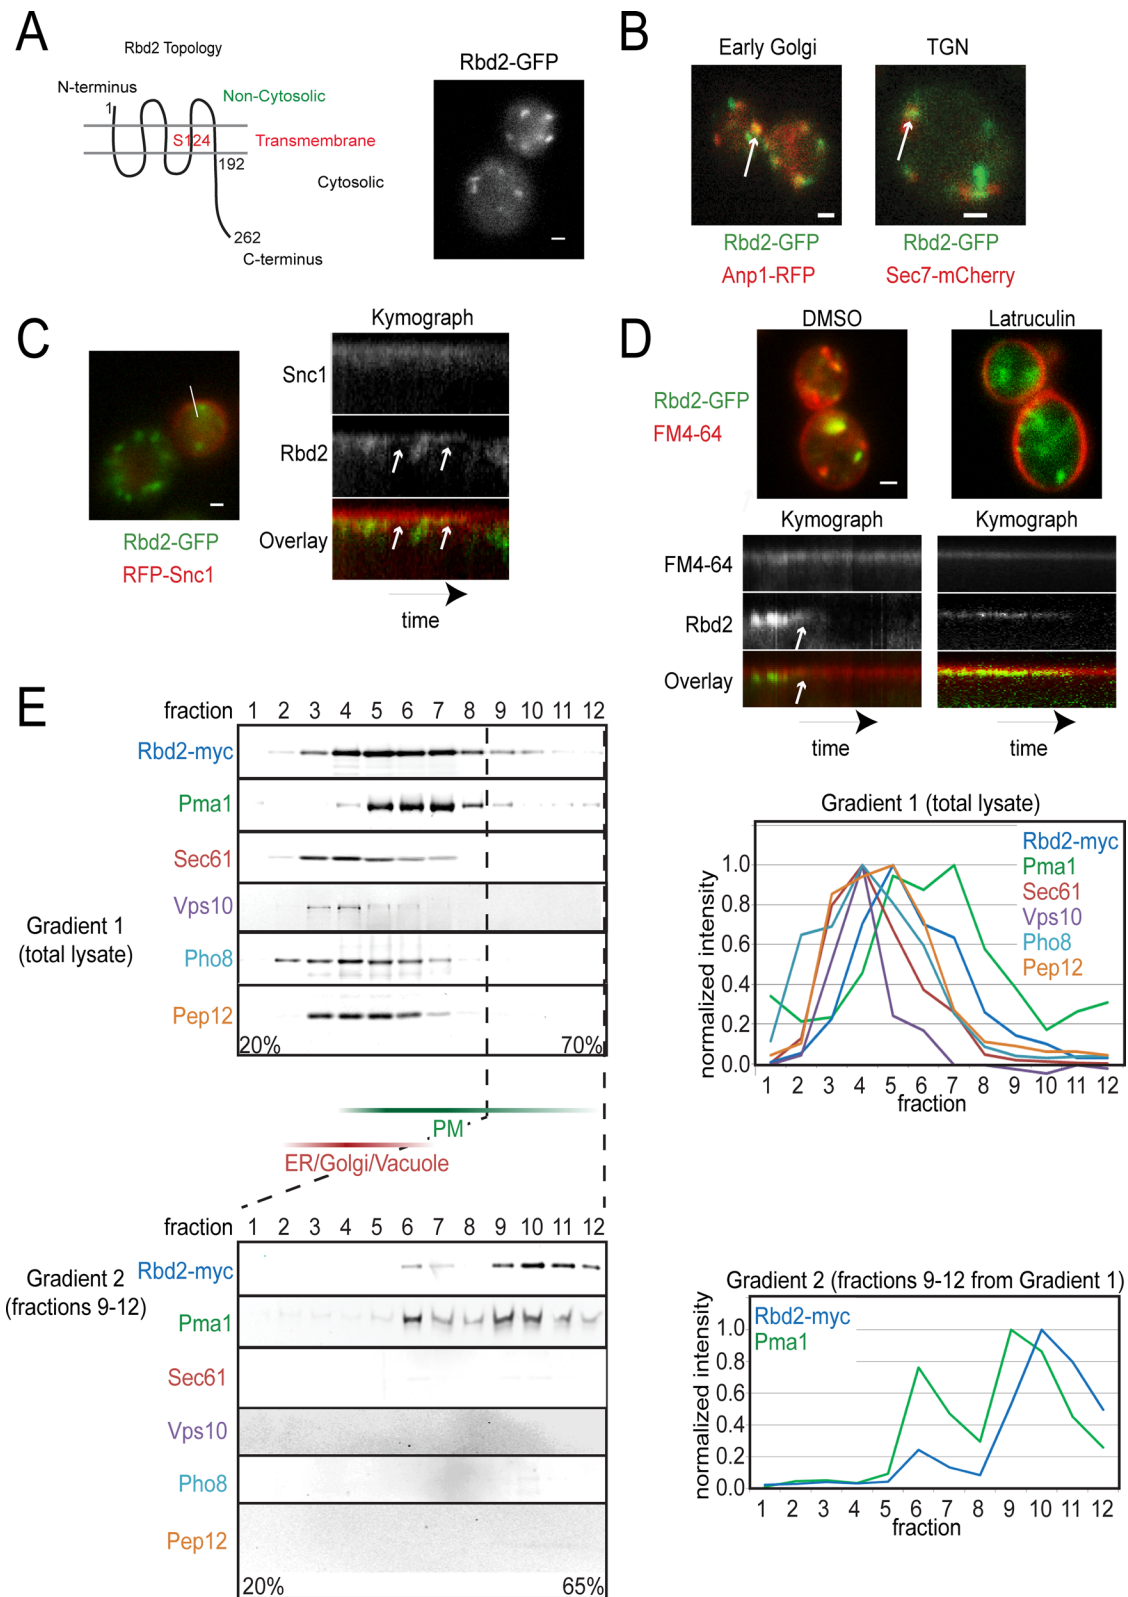 A
Rbd2 Topology
N-terminus
1
Non-Cytosolic
S124
Transmembrane
192
Cytosolic
262
C-terminus
Rbd2-GFP
B
Early Golgi
TGN
Rbd2-GFP
Anp1-RFP
Rbd2-GFP
Sec7-mCherry
C
Rbd2-GFP
RFP-Snc1
Kymograph
Snc1
Rbd2
Overlay
time
D
DMSO
Latruculin
Rbd2-GFP
FM4-64
Kymograph
Kymograph
FM4-64
Rbd2
Overlay
time
time
E
fraction 1 2 3 4 5 6 7 8 9 10 11 12
Rbd2-myc
Pma1
Sec61
Vps10
Pho8
Pep12
Gradient 1
(total lysate)
20%
70%
PM
ER/Golgi/Vacuole
Gradient 1 (total lysate)
normalized intensity
1.0
0.8
0.6
0.4
0.2
0.0
Rbd2-myc
Pma1
Sec61
Vps10
Pho8
Pep12
1 2 3 4 5 6 7 8 9 10 11 12
fraction
fraction 1 2 3 4 5 6 7 8 9 10 11 12
Gradient 2
(fractions 9-12)
Rbd2-myc
Pma1
Sec61
Vps10
Pho8
Pep12
20%
65%
Gradient 2 (fractions 9-12 from Gradient 1)
normalized intensity
1.0
0.8
0.6
0.4
0.2
0.0
Rbd2-myc
Pma1
1 2 3 4 5 6 7 8 9 10 11 12
fraction